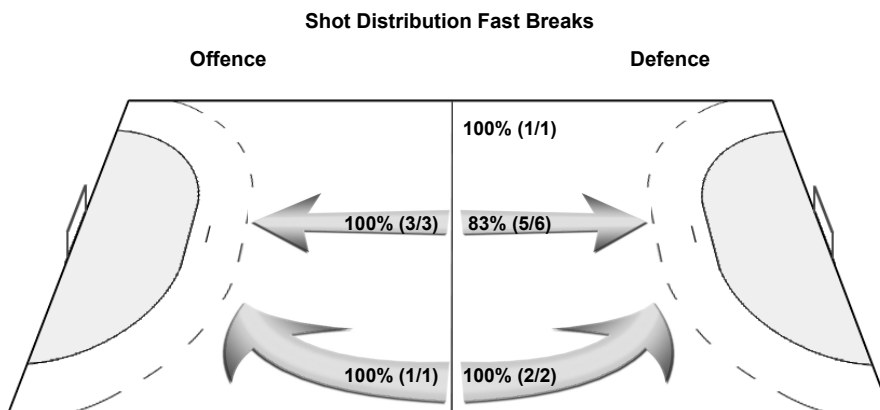 Shot Distribution Fast Breaks
Offence
Defence
100% (1/1)
100% (3/3)
83% (5/6)
100% (1/1)
100% (2/2)